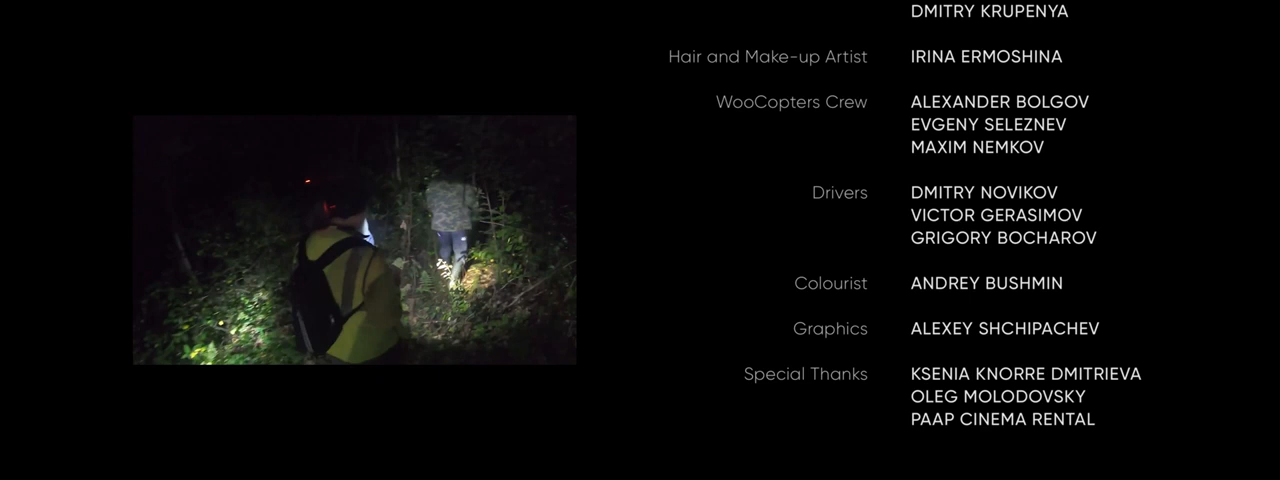 DMITRY KRUPENYA
Hair and Make-up Artist IRINA ERMOSHINA
WooCopters Crew ALEXANDER BOLGOV
EVGENY SELEZNEV
MAXIM NEMKOV
Drivers DMITRY NOVIKOV
VICTOR GERASIMOV
GRIGORY BOCHAROV
Colourist ANDREY BUSHMIN
Graphics ALEXEY SHCHIPACHEV
Special Thanks KSENIA KNORRE DMITRIEVA
OLEG MOLODOVSKY
PAAP CINEMA RENTAL